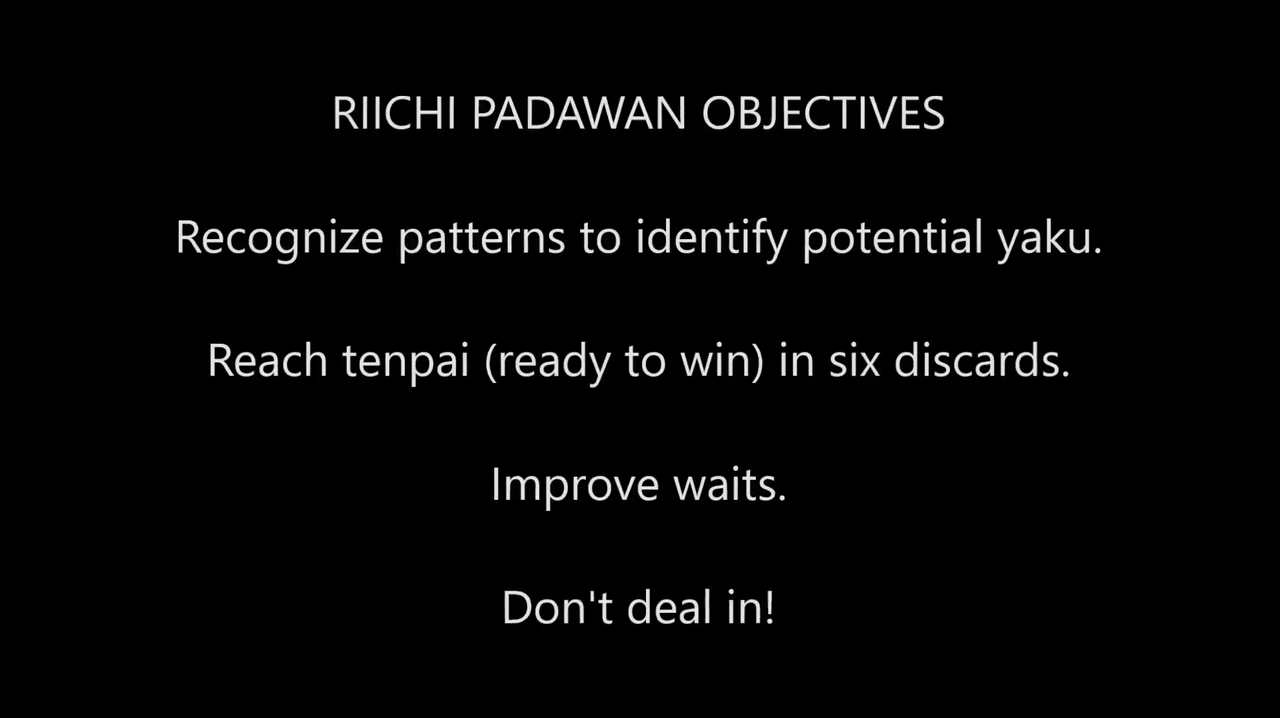 RIICHI PADAWAN OBJECTIVES
Recognize patterns to identify potential yaku.
Reach tenpai (ready to win) in six discards.
Improve waits.
Don't deal in!